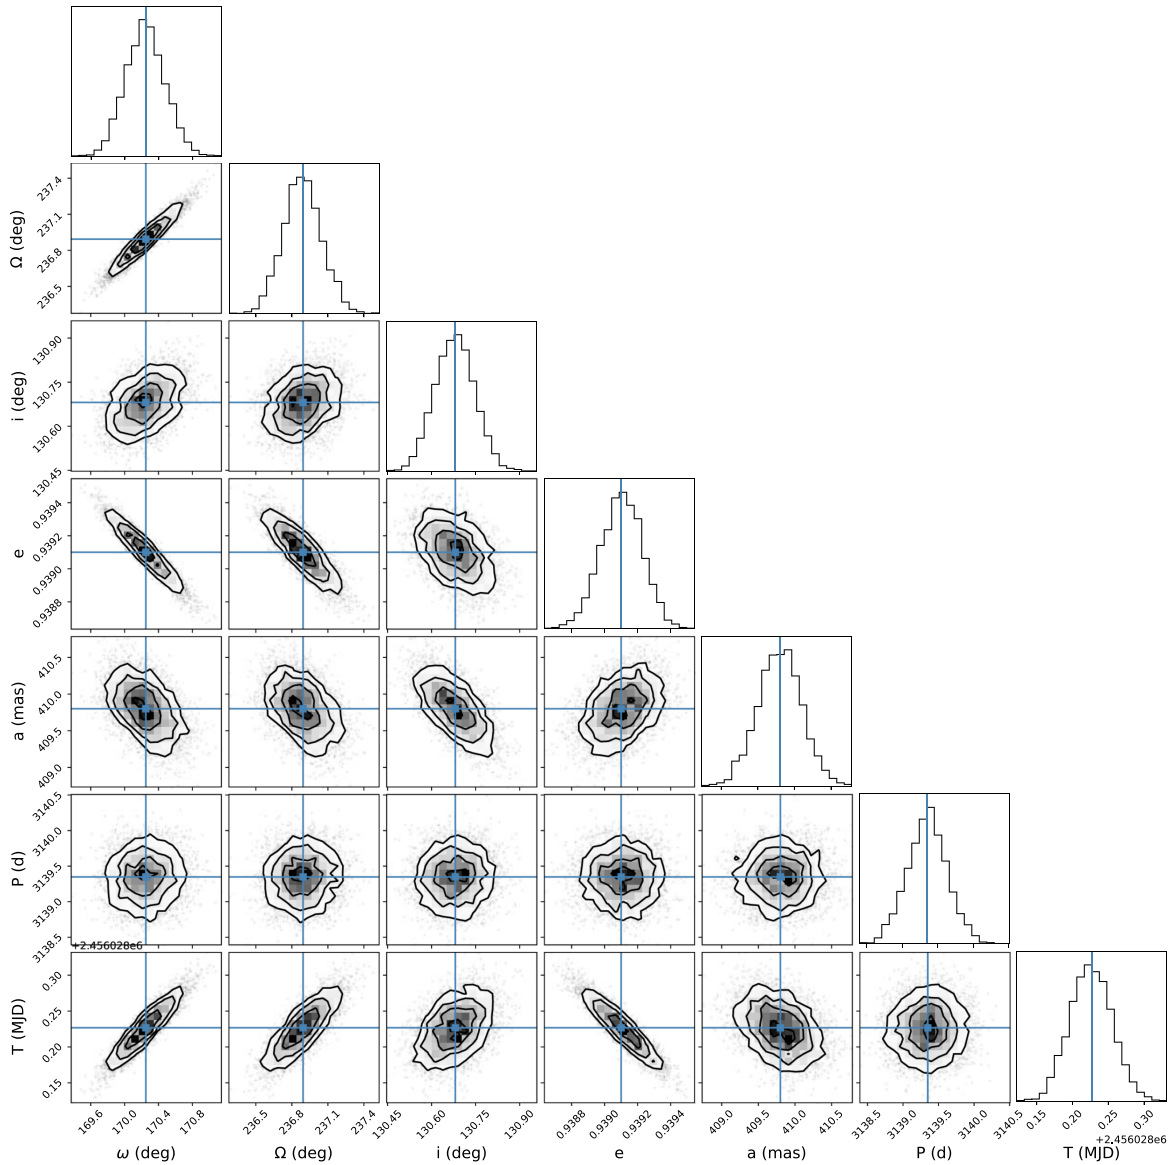 Ω (deg)
237.4
237.1
236.8
236.5
i (deg)
130.90
130.75
130.60
130.45
e
0.9394
0.9392
0.9390
0.9388
a (mas)
410.5
410.0
409.5
409.0
P (d)
3140.5
3140.0
3139.5
3139.0
3138.5
+2.456028e6
T (MJD)
0.30
0.25
0.20
0.15
169.6 170.0 170.4 170.8
236.5 236.8 237.1 237.4
130.45 130.60 130.75 130.90
0.9388 0.9390 0.9392 0.9394
409.0 409.5 410.0 410.5
3138.5 3139.0 3139.5 3140.0 3140.5
0.15 0.20 0.25 0.30
+2.456028e6
ω (deg) Ω (deg) i (deg) e a (mas) P (d) T (MJD)